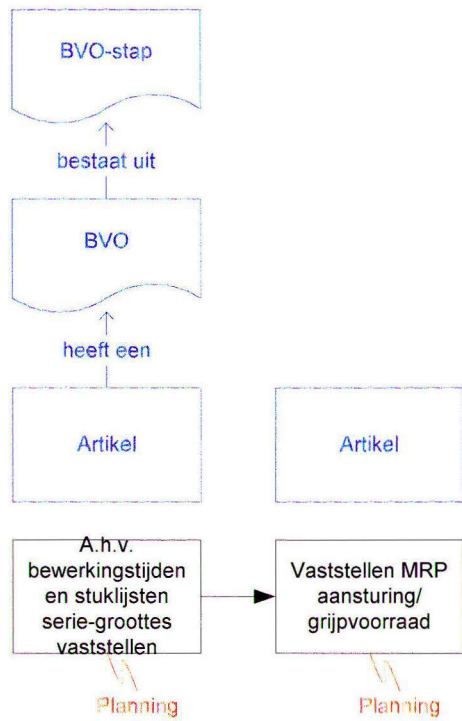 BVO-stap
bestaat uit
BVO
heeft een
Artikel
Artikel
A.h.v.
bewerkingstijden
en stuklijsten
serie-groottes
vaststellen
Vaststellen MRP
aansturing/
grijpvoorraad
Planning
Planning